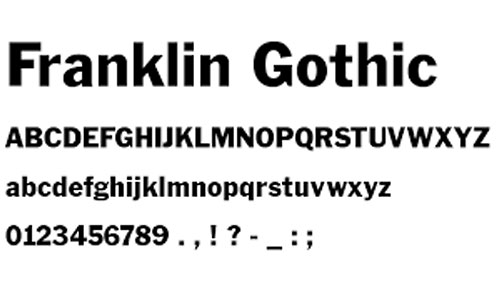 Franklin Gothic
ABCDEFGHIJKLMNOPQRSTUVWXYZ
abcdefghijklmnopqrstuvwxyz
0123456789 . , ! ? - _ : ;